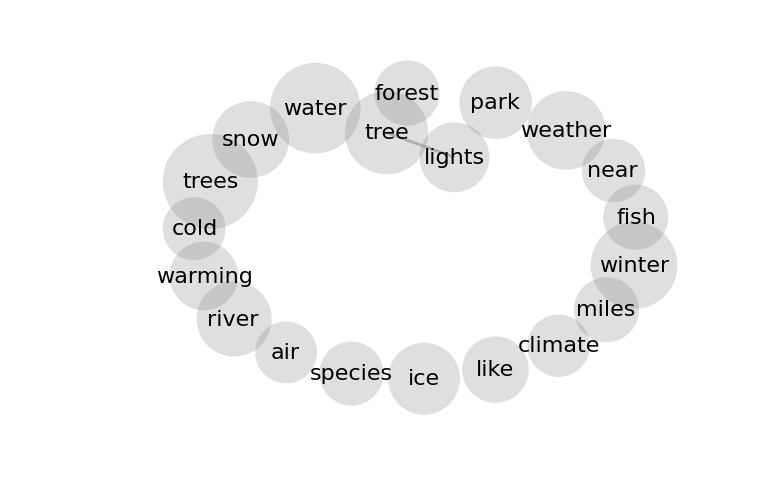 forest
park
water
tree
weather
snow
lights
near
trees
fish
cold
winter
warming
miles
river
climate
air
like
species
ice